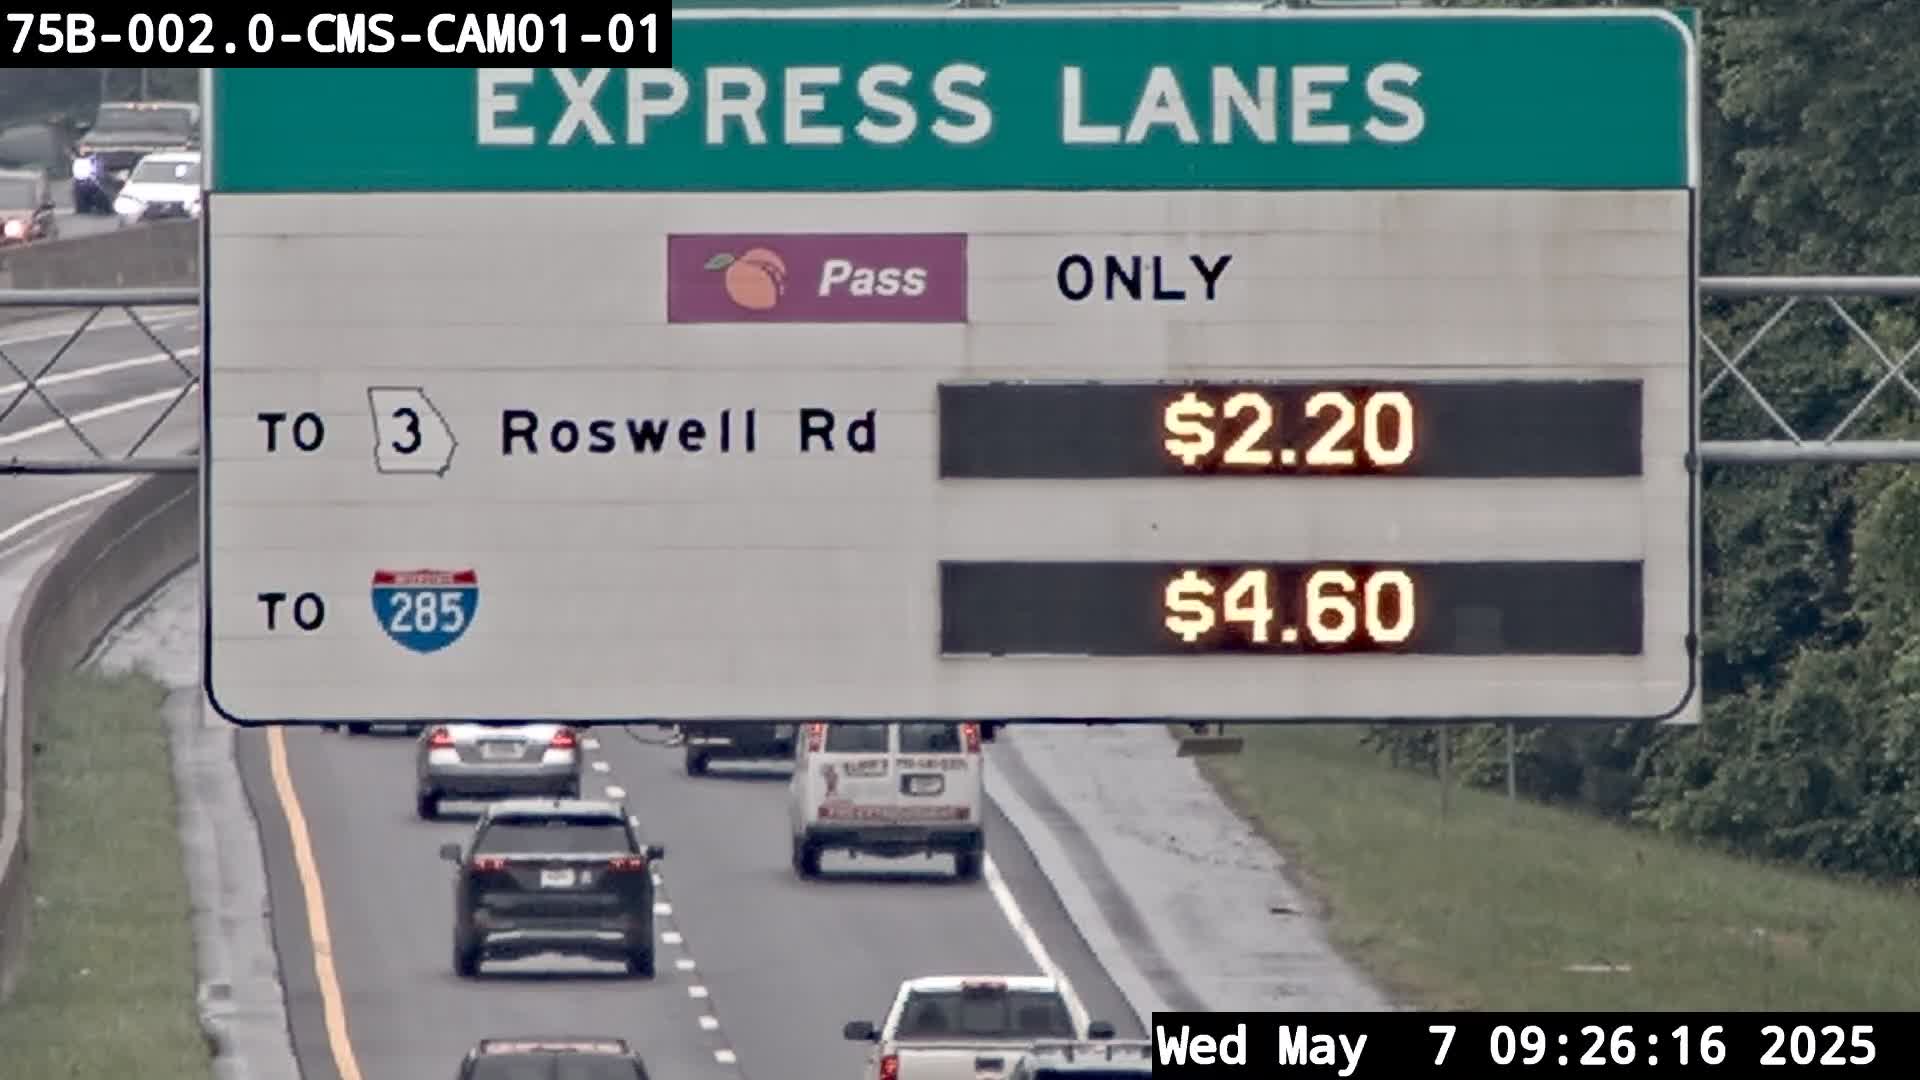 75B-002.0-CMS-CAM01-01
EXPRESS LANES
Pass ONLY
TO 3 Roswell Rd $2.20
TO 285 $4.60
Wed May 7 09:26:16 2025